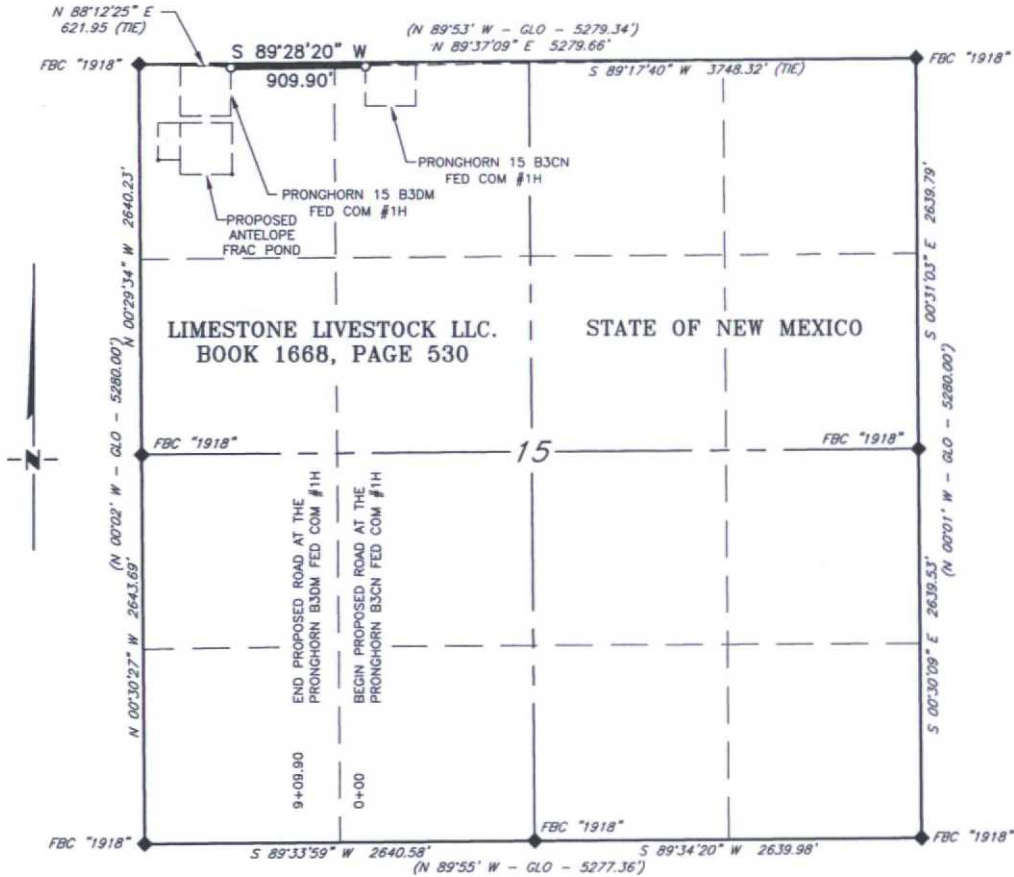 N 88°12'25" E
621.95 (TIE)
(N 89°53' W - GLO - 5279.34')
N 89°37'09" E 5279.66'
S 89°28'20" W
909.90'
S 89°17'40" W 3748.32' (TIE)
FBC "1918"
FBC "1918"
PRONGHORN 15 B3CN
FED COM #1H
PRONGHORN 15 B3DM
FED COM #1H
PROPOSED
ANTELOPE
FRAC POND
N 00°29'34" W 2640.23'
S 00°31'03" E 2639.79'
LIMESTONE LIVESTOCK LLC.
BOOK 1668, PAGE 530
STATE OF NEW MEXICO
(N 00°02' W - GLO - 5280.00')
(N 00°01' W - GLO - 5280.00')
N
FBC "1918"
FBC "1918"
15
END PROPOSED ROAD AT THE
PRONGHORN B3DM FED COM #1H
BEGIN PROPOSED ROAD AT THE
PRONGHORN B3CN FED COM #1H
9+09.90
0+00
N 00°30'27" W 2643.69'
S 00°30'09" E 2639.53'
FBC "1918"
FBC "1918"
FBC "1918"
S 89°33'59" W 2640.58'
S 89°34'20" W 2639.98'
(N 89°55' W - GLO - 5277.36')